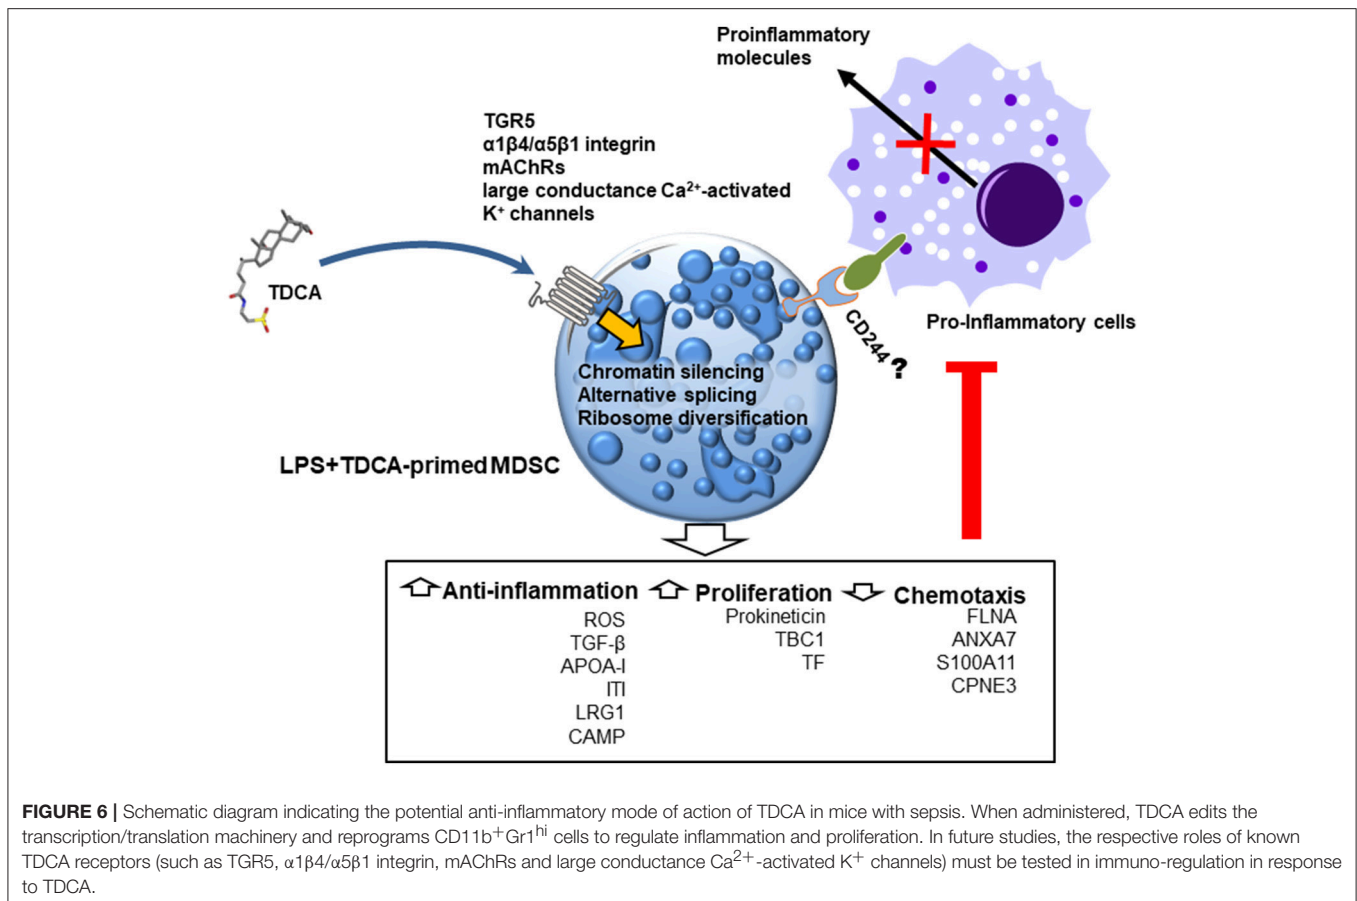 Proinflammatory
molecules
TGR5
α1β4/α5β1 integrin
mAChRs
large conductance Ca²⁺-activated
K⁺ channels
TDCA
CD244?
Pro-Inflammatory cells
Chromatin silencing
Alternative splicing
Ribosome diversification
LPS+TDCA-primed MDSC
Anti-inflammation
ROS
TGF-β
APOA-I
ITI
LRG1
CAMP
Proliferation
Prokineticin
TBC1
TF
Chemotaxis
FLNA
ANXA7
S100A11
CPNE3
FIGURE 6 | Schematic diagram indicating the potential anti-inflammatory mode of action of TDCA in mice with sepsis. When administered, TDCA edits the
transcription/translation machinery and reprograms CD11b⁺Gr1ʰⁱ cells to regulate inflammation and proliferation. In future studies, the respective roles of known
TDCA receptors (such as TGR5, α1β4/α5β1 integrin, mAChRs and large conductance Ca²⁺-activated K⁺ channels) must be tested in immuno-regulation in response
to TDCA.